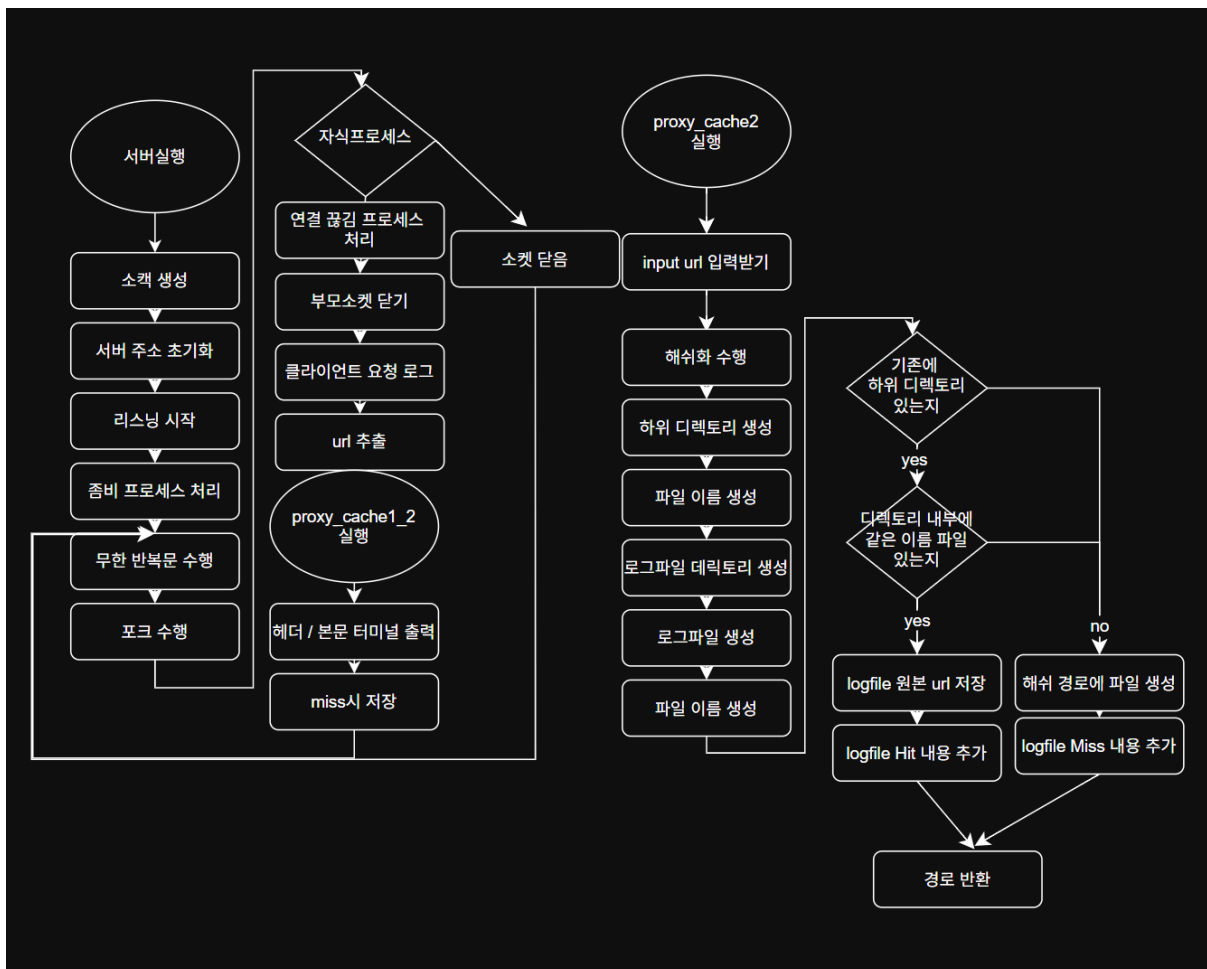 서버실행
소캑 생성
서버 주소 초기화
리스닝 시작
좀비 프로세스 처리
무한 반복문 수행
포크 수행
자식프로세스
연결 끊김 프로세스
처리
부모소켓 닫기
클라이언트 요청 로그
url 추출
proxy_cache1_2
실행
헤더 / 본문 터미널 출력
miss시 저장
소켓 닫음
proxy_cache2
실행
input url 입력받기
해쉬화 수행
하위 디렉토리 생성
파일 이름 생성
로그파일 데릭토리 생성
로그파일 생성
파일 이름 생성
기존에
하위 디렉토리
있는지
yes
디렉토리 내부에
같은 이름 파일
있는지
yes
no
logfile 원본 url 저장
logfile Hit 내용 추가
해쉬 경로에 파일 생성
logfile Miss 내용 추가
경로 반환